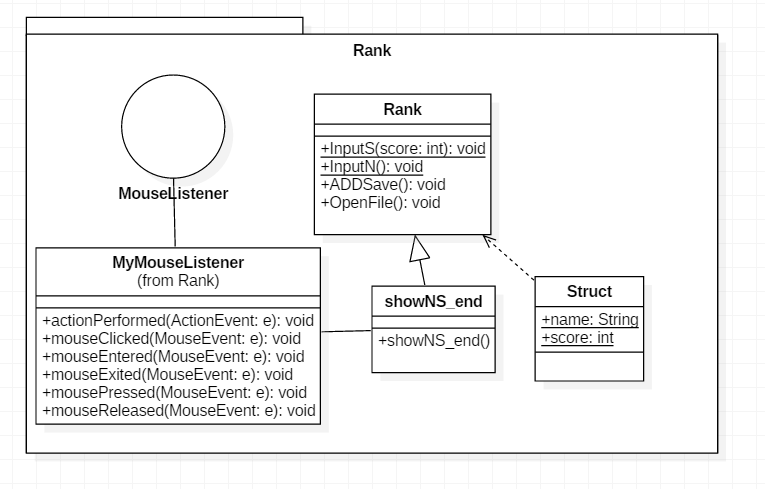 Rank
MouseListener
Rank
+InputS(score: int): void
+InputN(): void
+ADDSave(): void
+OpenFile(): void
MyMouseListener
(from Rank)
+actionPerformed(ActionEvent: e): void
+mouseClicked(MouseEvent: e): void
+mouseEntered(MouseEvent: e): void
+mouseExited(MouseEvent: e): void
+mousePressed(MouseEvent: e): void
+mouseReleased(MouseEvent: e): void
showNS_end
+showNS_end()
Struct
+name: String
+score: int